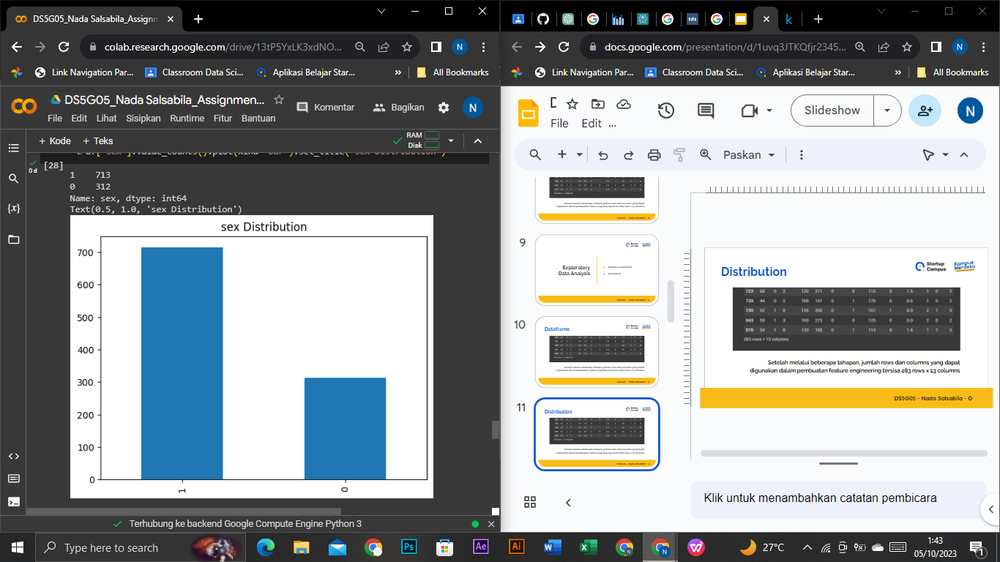 DS5G05_Nada Salsabila_Assignm
colab.research.google.com/drive/13tP5YxLK3xdNO...
Link Navigation Par...
Classroom Data Sci...
Aplikasi Belajar Star...
»
All Bookmarks
DS5G05_Nada Salsabila_Assignmen...
File Edit Lihat Sisipkan Runtime Fitur Bantuan
Komentar
Bagikan
N
+ Kode + Teks
RAM
Disk
[28]
0 d
1 713
0 312
Name: sex, dtype: int64
Text(0.5, 1.0, 'sex Distribution')
sex Distribution
700
600
500
400
300
200
100
0
1 0
Terhubung ke backend Google Compute Engine Python 3
docs.google.com/presentation/d/1uvq3JTKQfjr2345...
Link Navigation Par...
Classroom Data Sci...
Aplikasi Belajar Star...
»
All Bookmarks
File Edit ...
Slideshow
N
Paskan
9
Exploratory
Data Analysis
10
Dataframe
11
Distribution
Distribution
Startup
Campus
Kampus
Merdeka
723 68 0 2 120 211 0 0 115 0 1.5 1 0 2
733 44 0 2 108 141 0 1 175 0 0.6 1 0 2
739 52 1 0 128 255 0 1 161 1 0.0 2 1 3
843 59 1 3 160 273 0 0 125 0 0.0 2 0 2
878 54 1 0 120 188 0 1 113 0 1.4 1 1 3
283 rows × 13 columns
Setelah melalui beberapa tahapan, jumlah rows dan columns yang dapat
digunakan dalam pembuatan feature engineering tersisa 283 rows x 13 columns
DS5G05 - Nada Salsabila - G
Klik untuk menambahkan catatan pembicara
Type here to search
27°C
1:43
05/10/2023